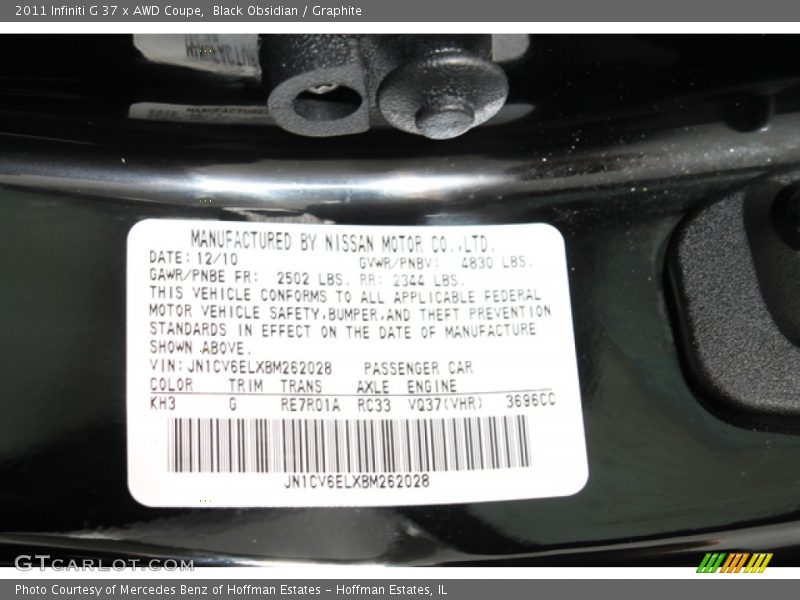 2011 Infiniti G 37 x AWD Coupe, Black Obsidian / Graphite
MANUFACTURED BY NISSAN MOTOR CO.,LTD.
DATE: 12/10 GVWR/PNBV: 4830 LBS.
GAWR/PNBE FR: 2502 LBS. RR: 2344 LBS.
THIS VEHICLE CONFORMS TO ALL APPLICABLE FEDERAL
MOTOR VEHICLE SAFETY,BUMPER,AND THEFT PREVENTION
STANDARDS IN EFFECT ON THE DATE OF MANUFACTURE
SHOWN ABOVE.
VIN: JN1CV6ELXBM262028 PASSENGER CAR
COLOR TRIM TRANS AXLE ENGINE
KH3 G RE7R01A RC33 VQ37(VHR) 3696CC
JN1CV6ELXBM262028
GTCARLOT.COM
Photo Courtesy of Mercedes Benz of Hoffman Estates - Hoffman Estates, IL